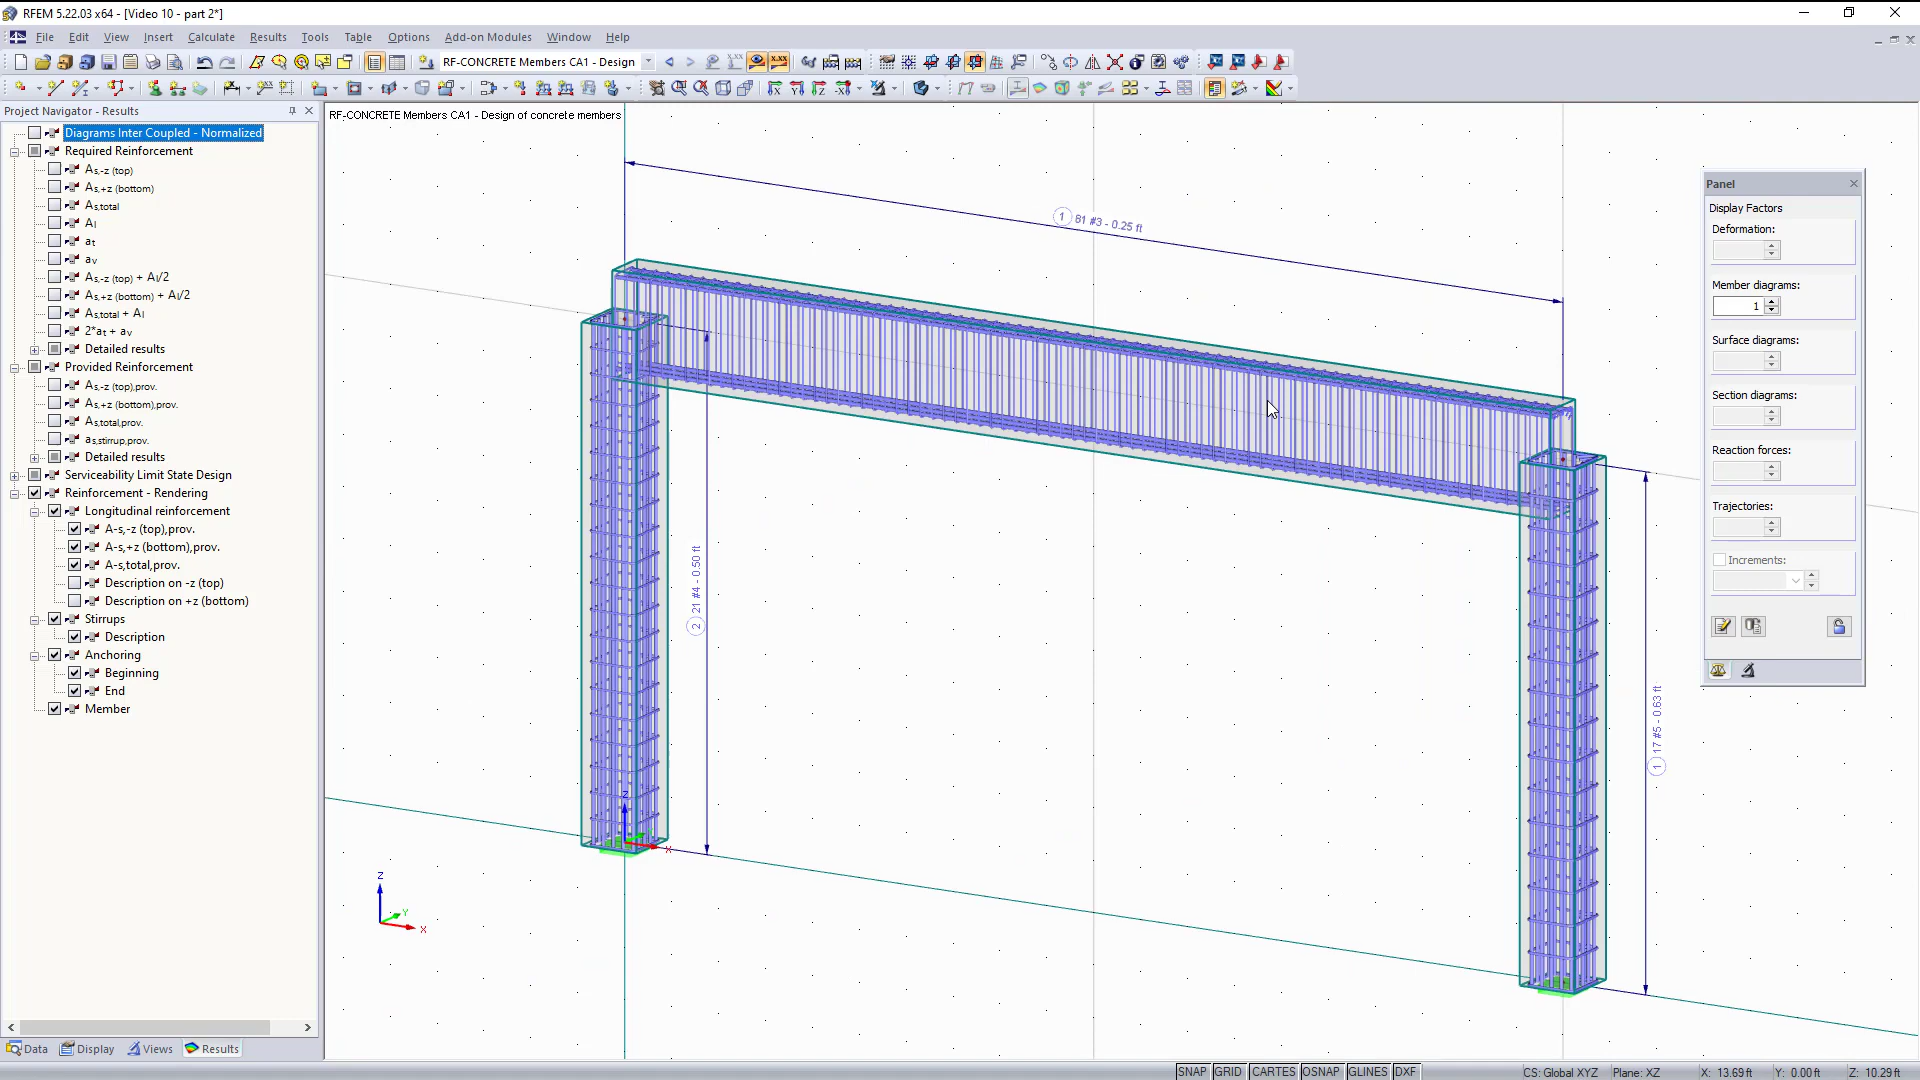 RFEM 5.22.03 x64 - [Video 10 - part 2*]
File Edit View Insert Calculate Results Tools Table Options Add-on Modules Window Help
RF-CONCRETE Members CA1 - Design
Project Navigator - Results
Diagrams Inter Coupled - Normalized
Required Reinforcement
As,-z (top)
As,+z (bottom)
As,total
Al
at
av
As,-z (top) + Al/2
As,+z (bottom) + Al/2
As,total + Al
2*at + av
Detailed results
Provided Reinforcement
As,-z (top),prov.
As,+z (bottom),prov.
As,total,prov.
as,stirrup,prov.
Detailed results
Serviceability Limit State Design
Reinforcement - Rendering
Longitudinal reinforcement
A-s,-z (top),prov.
A-s,+z (bottom),prov.
A-s,total,prov.
Description on -z (top)
Description on +z (bottom)
Stirrups
Description
Anchoring
Beginning
End
Member
Data Display Views Results
RF-CONCRETE Members CA1 - Design of concrete members
1 81 #3 - 0.25 ft
2 21 #4 - 0.50 ft
1 17 #5 - 0.63 ft
Z
X
Z
Y
X
Panel
Display Factors
Deformation:
Member diagrams:
1
Surface diagrams:
Section diagrams:
Reaction forces:
Trajectories:
Increments:
SNAP GRID CARTES OSNAP GLINES DXF CS: Global XYZ Plane: XZ X: 13.69 ft Y: 0.00 ft Z: 10.29 ft